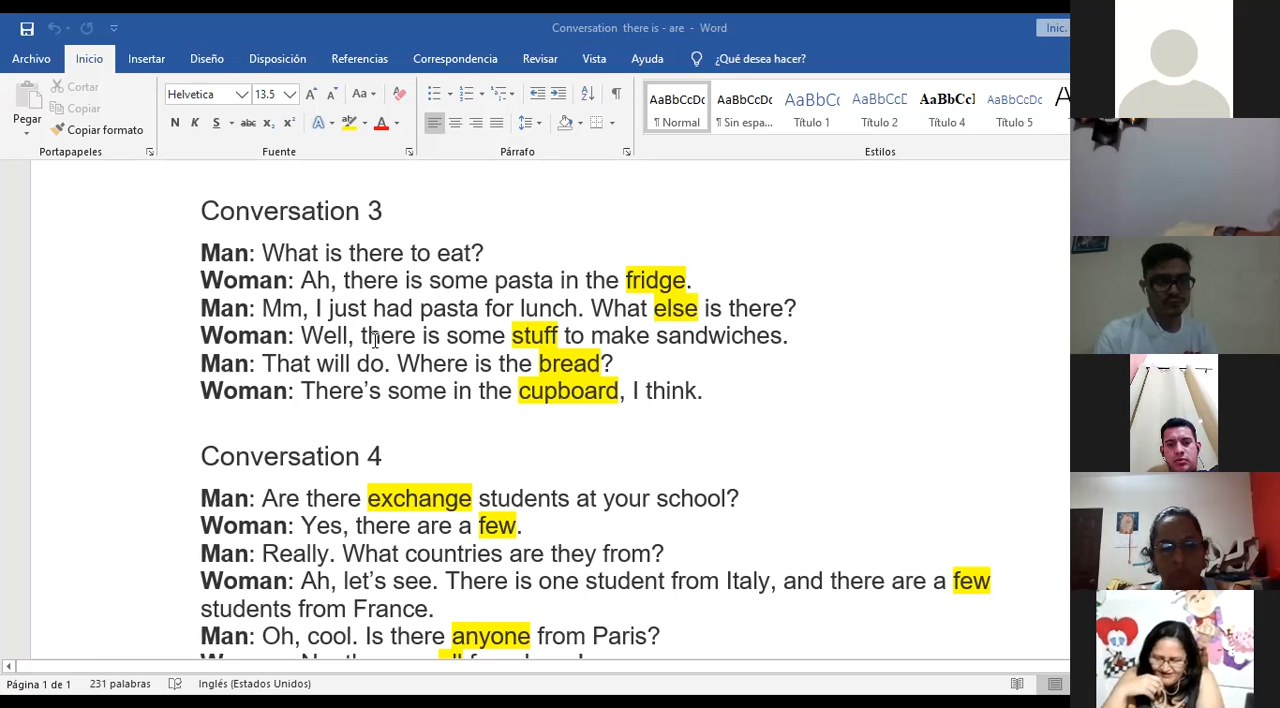 Conversation there is - are - Word
Inic.
Archivo Inicio Insertar Diseño Disposición Referencias Correspondencia Revisar Vista Ayuda ¿Qué desea hacer?
Pegar
Cortar
Copiar
Copiar formato
Portapapeles
Helvetica 13.5
Aa
N K S abc x₂ x² A A
Fuente
Párrafo
AaBbCcDc AaBbCcDc AaBbC AaBbCcD AaBbCcI AaBbCcDc A
¶ Normal ¶ Sin espa... Título 1 Título 2 Título 4 Título 5
Estilos
Conversation 3
Man: What is there to eat?
Woman: Ah, there is some pasta in the fridge.
Man: Mm, I just had pasta for lunch. What else is there?
Woman: Well, there is some stuff to make sandwiches.
Man: That will do. Where is the bread?
Woman: There’s some in the cupboard, I think.
Conversation 4
Man: Are there exchange students at your school?
Woman: Yes, there are a few.
Man: Really. What countries are they from?
Woman: Ah, let’s see. There is one student from Italy, and there are a few
students from France.
Man: Oh, cool. Is there anyone from Paris?
Página 1 de 1 231 palabras Inglés (Estados Unidos)